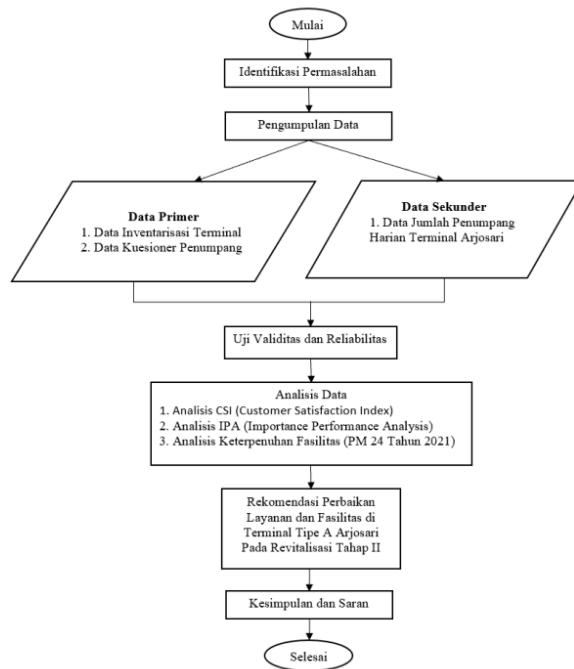 Mulai
Identifikasi Permasalahan
Pengumpulan Data
Data Primer
1. Data Inventarisasi Terminal
2. Data Kuesioner Penumpang
Data Sekunder
1. Data Jumlah Penumpang
Harian Terminal Arjosari
Uji Validitas dan Reliabilitas
Analisis Data
1. Analisis CSI (Customer Satisfaction Index)
2. Analisis IPA (Importance Performance Analysis)
3. Analisis Keterpenuhan Fasilitas (PM 24 Tahun 2021)
Rekomendasi Perbaikan
Layanan dan Fasilitas di
Terminal Tipe A Arjosari
Pada Revitalisasi Tahap II
Kesimpulan dan Saran
Selesai